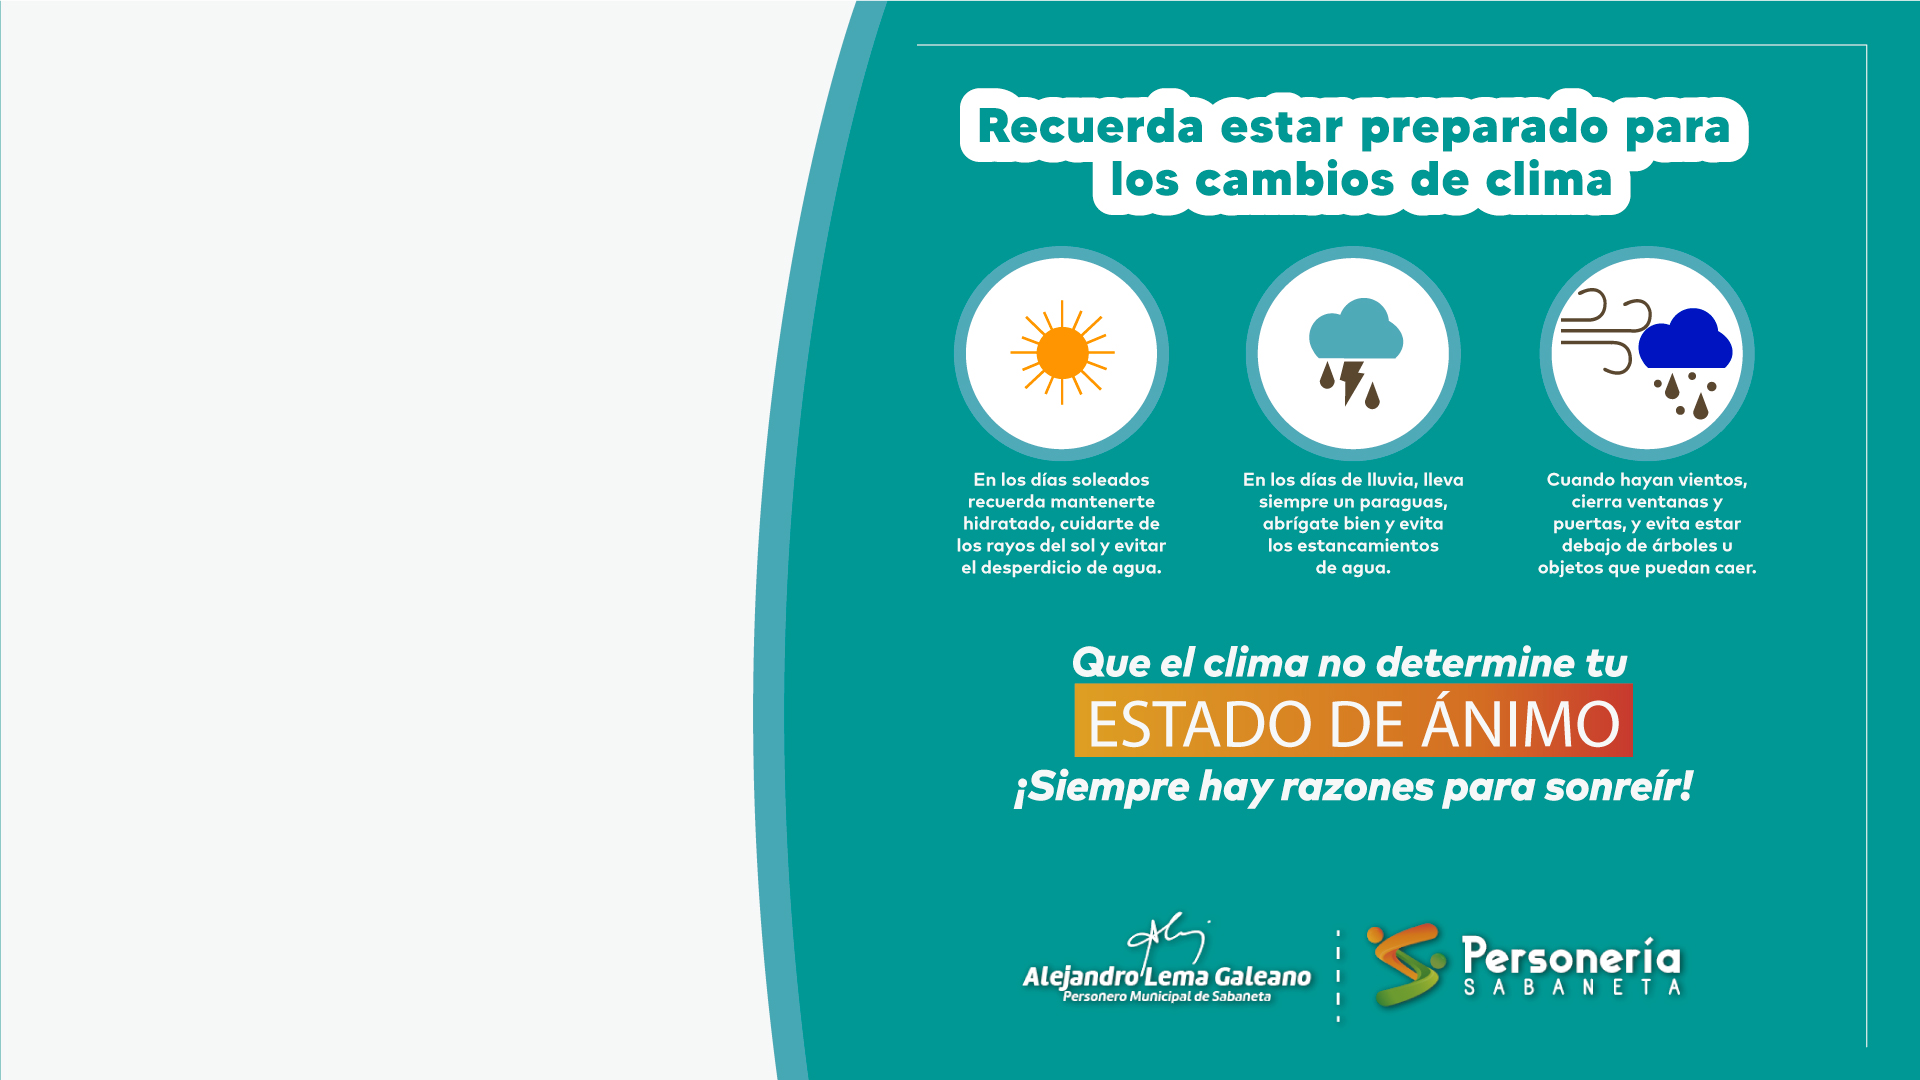 Recuerda estar preparado para
los cambios de clima
En los días soleados
recuerda mantenerte
hidratado, cuidarte de
los rayos del sol y evitar
el desperdicio de agua.
En los días de lluvia, lleva
siempre un paraguas,
abrígate bien y evita
los estancamientos
de agua.
Cuando hayan vientos,
cierra ventanas y
puertas, y evita estar
debajo de árboles u
objetos que puedan caer.
Que el clima no determine tu
ESTADO DE ÁNIMO
¡Siempre hay razones para sonreír!
Alejandro Lema Galeano
Personero Municipal de Sabaneta
Personería
SABANETA